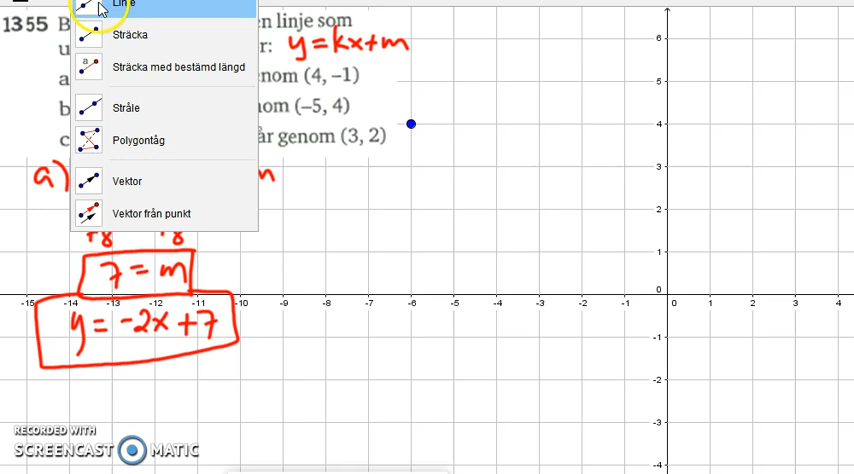 Linje
1355 B en linje som
Sträcka
u r: y=kx+m
Sträcka med bestämd längd
a enom (4, −1)
b nom (−5, 4)
Stråle
c år genom (3, 2)
Polygontåg
a) m
Vektor
Vektor från punkt
+8 +8
7 = m
y = −2x + 7
6
5
4
3
2
1
0
-15 -14 -13 -12 -11 -10 -9 -8 -7 -6 -5 -4 -3 -2 -1 0 1 2 3 4
-1
-2
-3
-4
RECORDED WITH
SCREENCAST MATIC